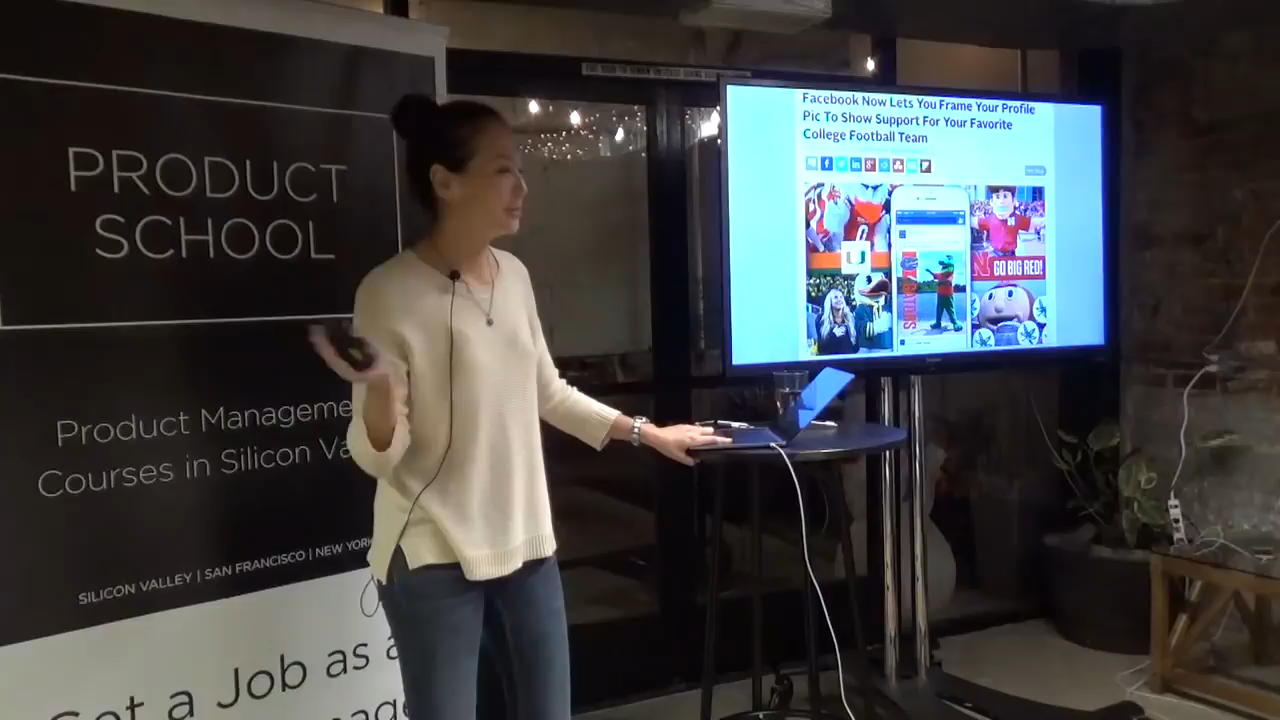 PRODUCT
SCHOOL
Product Manageme
Courses in Silicon Va
SILICON VALLEY | SAN FRANCISCO | NEW YORK
Get a Job as a
Facebook Now Lets You Frame Your Profile
Pic To Show Support For Your Favorite
College Football Team
GO BIG RED!